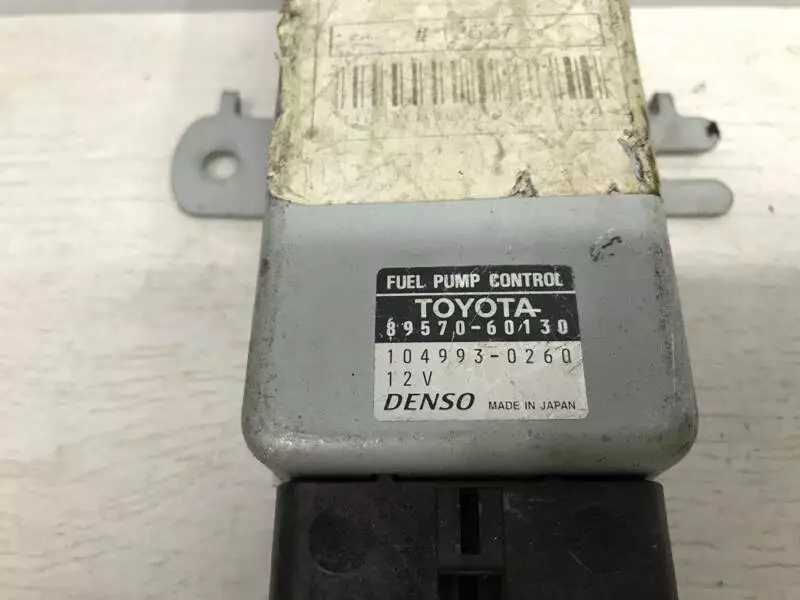 FUEL PUMP CONTROL
TOYOTA
89570-60130
104993-0260
12V
DENSO MADE IN JAPAN